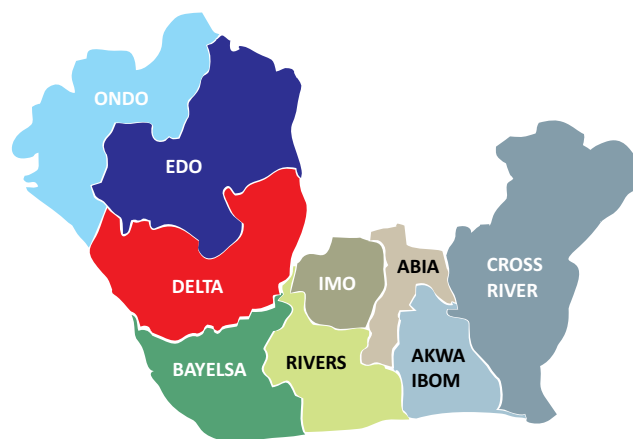 ONDO
EDO
DELTA
IMO
ABIA
CROSS
RIVER
BAYELSA
RIVERS
AKWA
IBOM